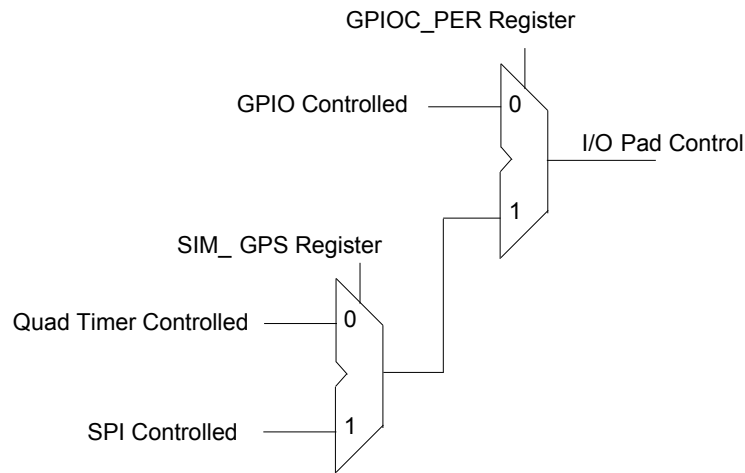 GPIOC_PER Register
GPIO Controlled
0
I/O Pad Control
1
SIM_ GPS Register
Quad Timer Controlled
0
SPI Controlled
1